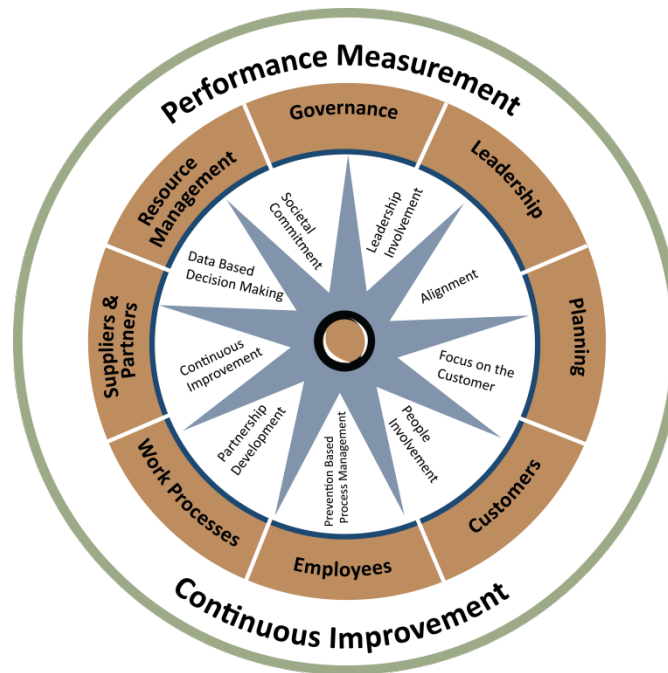 Performance Measurement
Governance
Leadership
Planning
Customers
Employees
Work Processes
Suppliers &
Partners
Resource
Management
Leadership
Involvement
Alignment
Focus on the
Customer
People
Involvement
Prevention Based
Process Management
Partnership
Development
Continuous
Improvement
Data Based
Decision Making
Societal
Commitment
Continuous Improvement